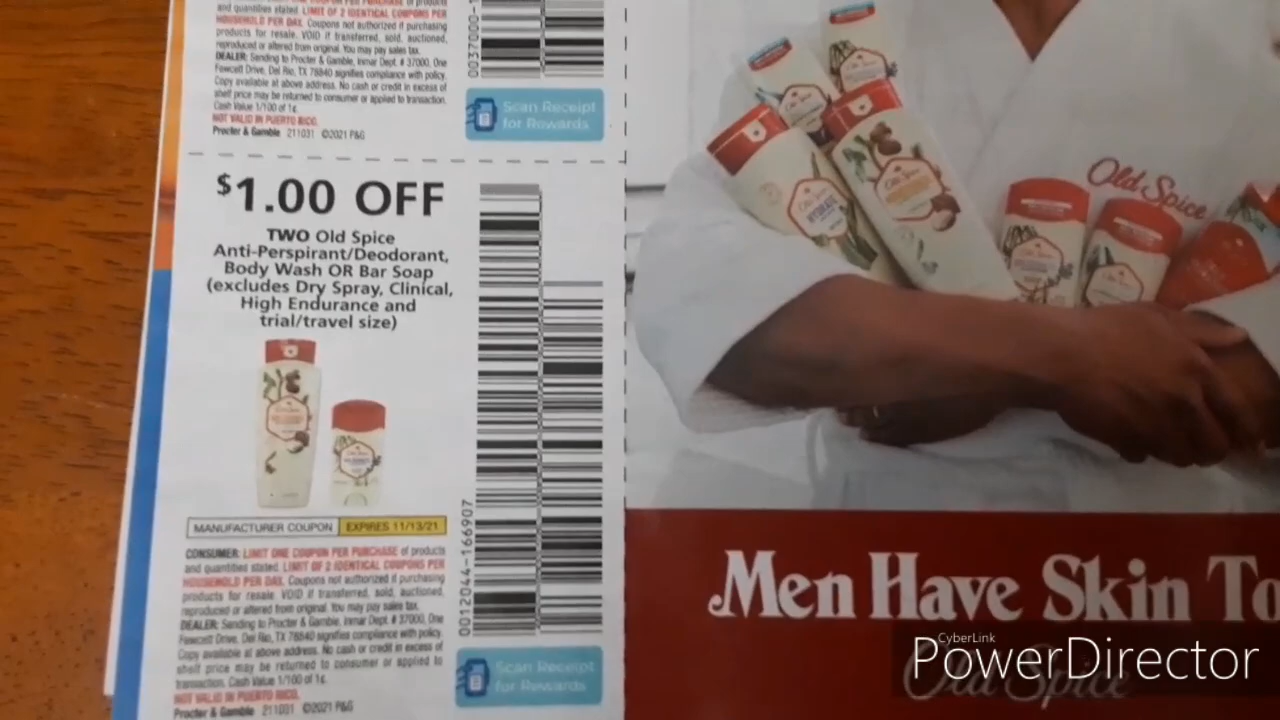 and quantities stated. LIMIT OF 2 IDENTICAL COUPONS PER
HOUSEHOLD PER DAY. Coupons not authorized if purchasing
products for resale. VOID if transferred, sold, auctioned,
reproduced or altered from original. You may pay sales tax.
DEALER: Sending to Procter & Gamble, Inmar Dept. # 37000, One
Fawcett Drive, Del Rio, TX 78840 signifies compliance with policy.
Copy available at above address. No cash or credit in excess of
shelf price may be returned to consumer or applied to transaction.
Cash Value 1/100 of 1¢.
NOT VALID IN PUERTO RICO.
Procter & Gamble 211031 ©2021 P&G
Scan Receipt
for Rewards
$1.00 OFF
TWO Old Spice
Anti-Perspirant/Deodorant,
Body Wash OR Bar Soap
(excludes Dry Spray, Clinical,
High Endurance and
trial/travel size)
MANUFACTURER COUPON EXPIRES 11/13/21
CONSUMER: LIMIT ONE COUPON PER PURCHASE of products
and quantities stated. LIMIT OF 2 IDENTICAL COUPONS PER
HOUSEHOLD PER DAY. Coupons not authorized if purchasing
products for resale. VOID if transferred, sold, auctioned,
reproduced or altered from original. You may pay sales tax.
DEALER: Sending to Procter & Gamble, Inmar Dept. # 37000, One
Fawcett Drive, Del Rio, TX 78840 signifies compliance with policy.
Copy available at above address. No cash or credit in excess of
shelf price may be returned to consumer or applied to
transaction. Cash Value 1/100 of 1¢.
NOT VALID IN PUERTO RICO.
Procter & Gamble 211031 ©2021 P&G
0012044-166907
Scan Receipt
for Rewards
Old Spice
HYDRATE
Men Have Skin To
Old Spice
CyberLink
PowerDirector